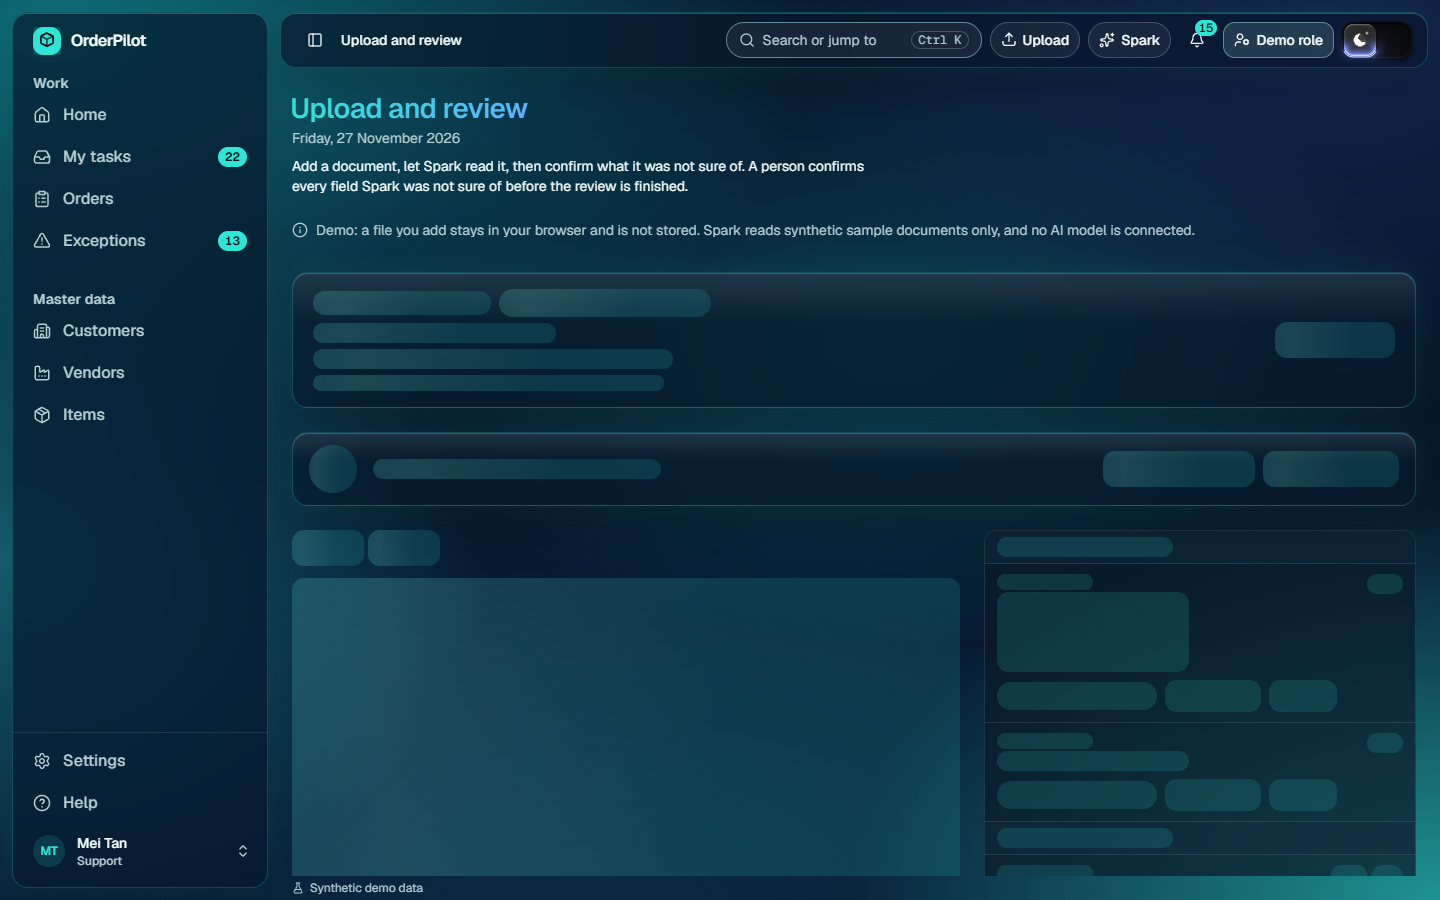 OrderPilot
Work
Home
My tasks 22
Orders
Exceptions 13
Master data
Customers
Vendors
Items
Settings
Help
MT
Mei Tan
Support
Upload and review
Search or jump to Ctrl K
Upload
Spark
15
Demo role
Upload and review
Friday, 27 November 2026
Add a document, let Spark read it, then confirm what it was not sure of. A person confirms
every field Spark was not sure of before the review is finished.
Demo: a file you add stays in your browser and is not stored. Spark reads synthetic sample documents only, and no AI model is connected.
Synthetic demo data